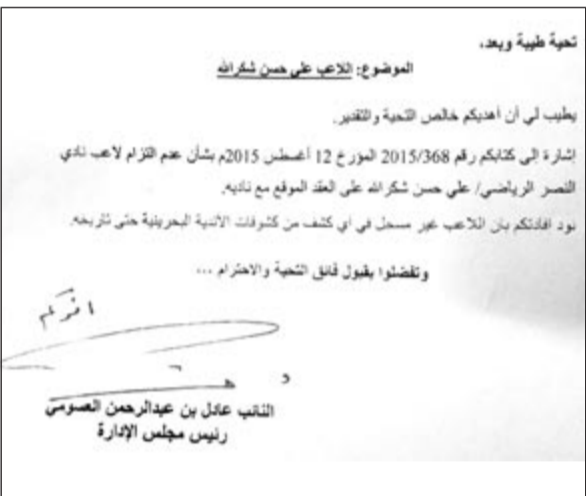 تحية طيبة وبعد،
الموضوع: اللاعب علي حسن شكرالله
يطيب لي أن أهديكم خالص التحية والتقدير.
إشارة إلى كتابكم رقم 2015/368 المؤرخ 12 أغسطس 2015م بشأن عدم التزام لاعب نادي
النصر الرياضي/ علي حسن شكرالله على العقد الموقع مع ناديه.
نود افادتكم بان اللاعب غير مسجل في أي كشف من كشوفات الأندية البحرينية حتى تاريخه.
وتفضلوا بقبول فائق التحية والاحترام ...
النائب عادل بن عبدالرحمن العسومي
رئيس مجلس الإدارة